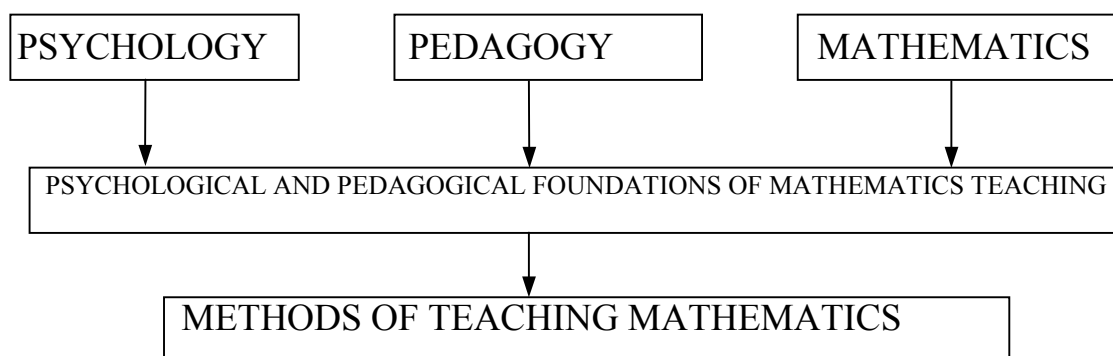 PSYCHOLOGY
PEDAGOGY
MATHEMATICS
PSYCHOLOGICAL AND PEDAGOGICAL FOUNDATIONS OF MATHEMATICS TEACHING
METHODS OF TEACHING MATHEMATICS